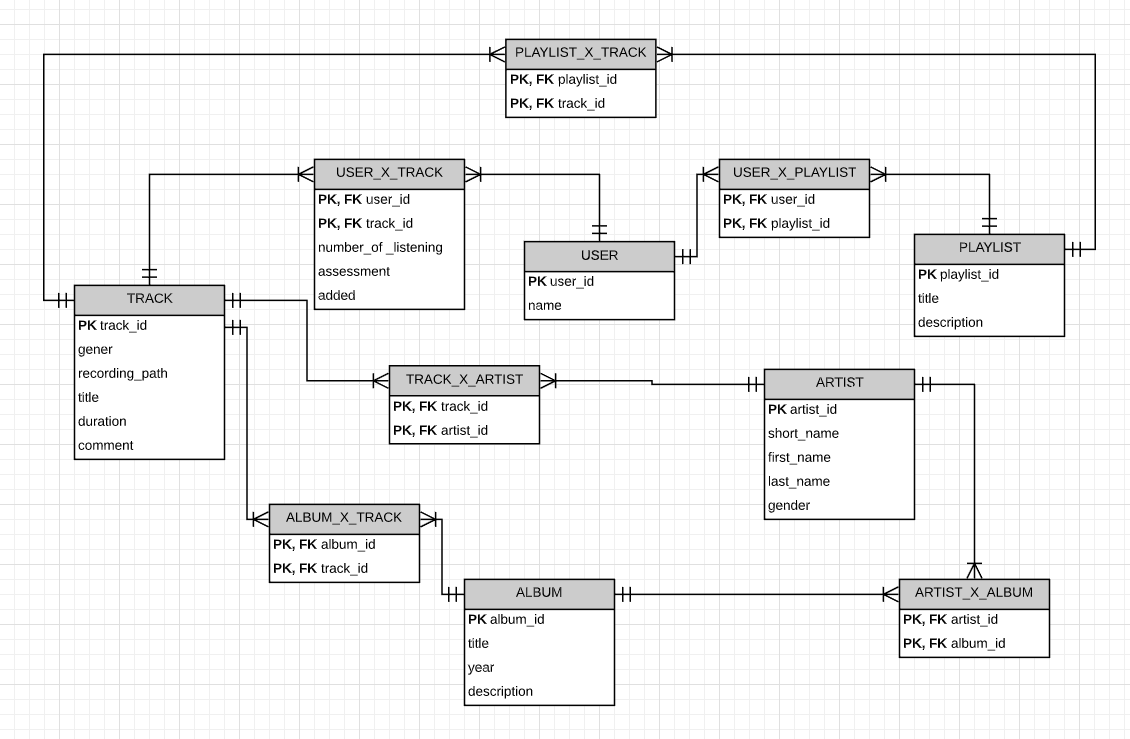 PLAYLIST_X_TRACK
PK, FK playlist_id
PK, FK track_id
USER_X_TRACK
PK, FK user_id
PK, FK track_id
number_of _listening
assessment
added
USER_X_PLAYLIST
PK, FK user_id
PK, FK playlist_id
USER
PK user_id
name
PLAYLIST
PK playlist_id
title
description
TRACK
PK track_id
gener
recording_path
title
duration
comment
TRACK_X_ARTIST
PK, FK track_id
PK, FK artist_id
ARTIST
PK artist_id
short_name
first_name
last_name
gender
ALBUM_X_TRACK
PK, FK album_id
PK, FK track_id
ALBUM
PK album_id
title
year
description
ARTIST_X_ALBUM
PK, FK artist_id
PK, FK album_id